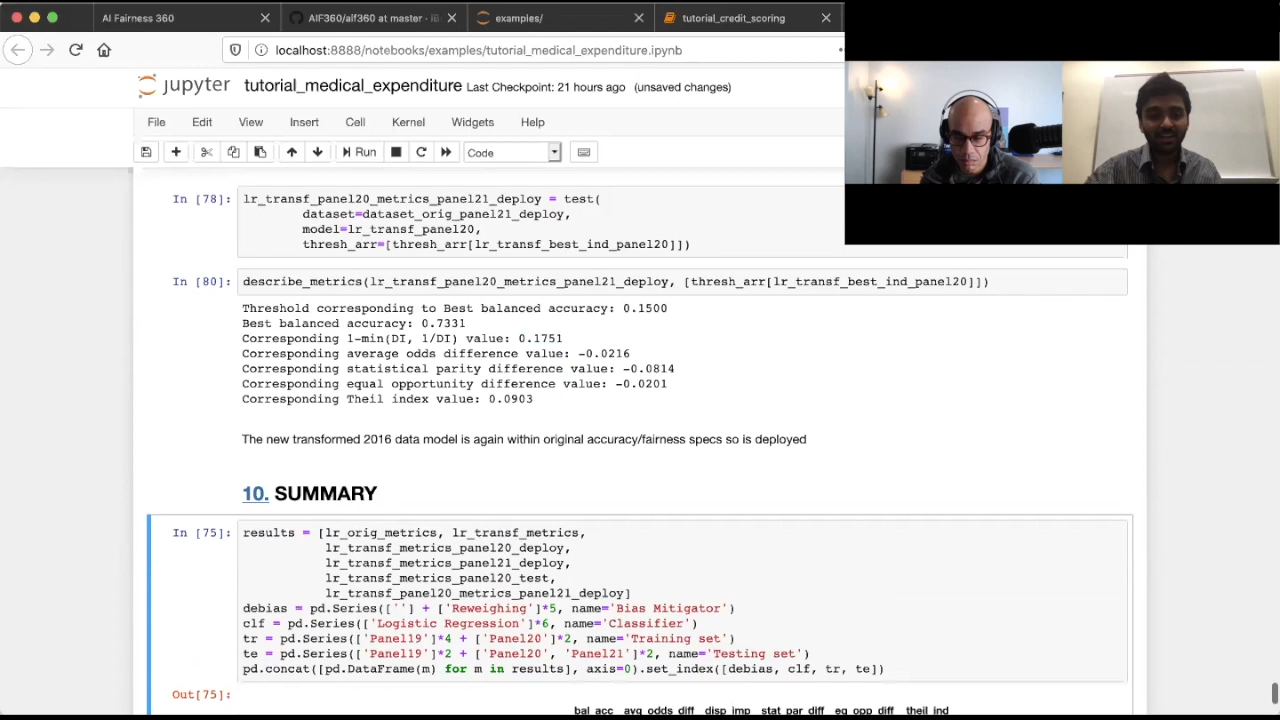 AI Fairness 360
AIF360/aif360 at master · IB
examples/
tutorial_credit_scoring
localhost:8888/notebooks/examples/tutorial_medical_expenditure.ipynb
jupyter tutorial_medical_expenditure Last Checkpoint: 21 hours ago (unsaved changes)
File Edit View Insert Cell Kernel Widgets Help
Run Code
In [78]: lr_transf_panel20_metrics_panel21_deploy = test(
dataset=dataset_orig_panel21_deploy,
model=lr_transf_panel20,
thresh_arr=[thresh_arr[lr_transf_best_ind_panel20]])
In [80]: describe_metrics(lr_transf_panel20_metrics_panel21_deploy, [thresh_arr[lr_transf_best_ind_panel20]])
Threshold corresponding to Best balanced accuracy: 0.1500
Best balanced accuracy: 0.7331
Corresponding 1-min(DI, 1/DI) value: 0.1751
Corresponding average odds difference value: -0.0216
Corresponding statistical parity difference value: -0.0814
Corresponding equal opportunity difference value: -0.0201
Corresponding Theil index value: 0.0903
The new transformed 2016 data model is again within original accuracy/fairness specs so is deployed
10. SUMMARY
In [75]: results = [lr_orig_metrics, lr_transf_metrics,
lr_transf_metrics_panel20_deploy,
lr_transf_metrics_panel21_deploy,
lr_transf_metrics_panel20_test,
lr_transf_panel20_metrics_panel21_deploy]
debias = pd.Series([''] + ['Reweighing']*5, name='Bias Mitigator')
clf = pd.Series(['Logistic Regression']*6, name='Classifier')
tr = pd.Series(['Panel19']*4 + ['Panel20']*2, name='Training set')
te = pd.Series(['Panel19']*2 + ['Panel20', 'Panel21']*2, name='Testing set')
pd.concat([pd.DataFrame(m) for m in results], axis=0).set_index([debias, clf, tr, te])
Out[75]:
bal_acc avg_odds_diff disp_imp stat_par_diff eq_opp_diff theil_ind